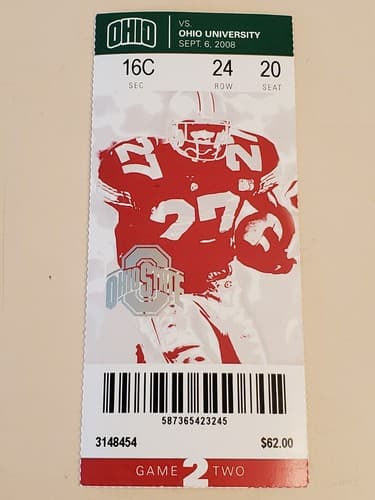 OHIO
VS.
OHIO UNIVERSITY
SEPT. 6, 2008
16C 24 20
SEC ROW SEAT
27 27
27
OHIO STATE
587365423245
3148454 $62.00
GAME 2 TWO